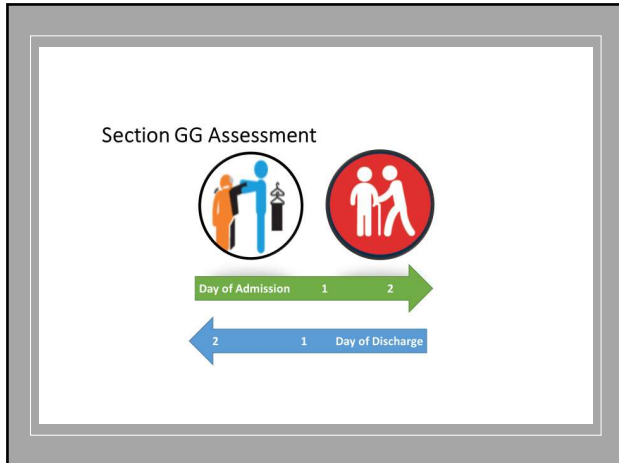 Section GG Assessment
Day of Admission 1 2
2 1 Day of Discharge